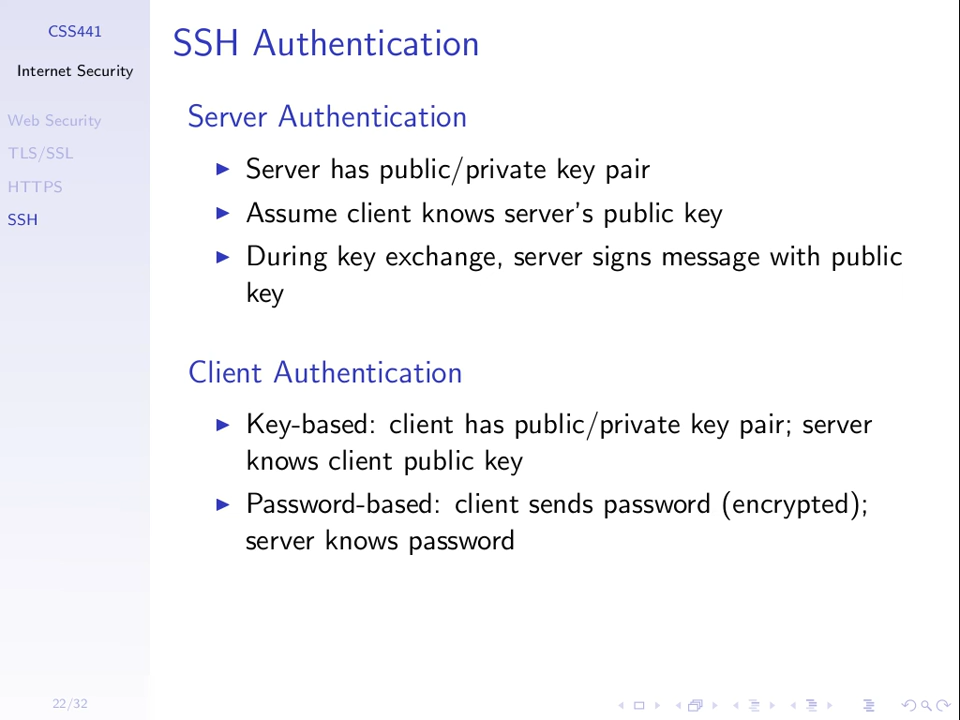 CSS441
Internet Security
Web Security
TLS/SSL
HTTPS
SSH
SSH Authentication
Server Authentication
Server has public/private key pair
Assume client knows server's public key
During key exchange, server signs message with public
key
Client Authentication
Key-based: client has public/private key pair; server
knows client public key
Password-based: client sends password (encrypted);
server knows password
22/32